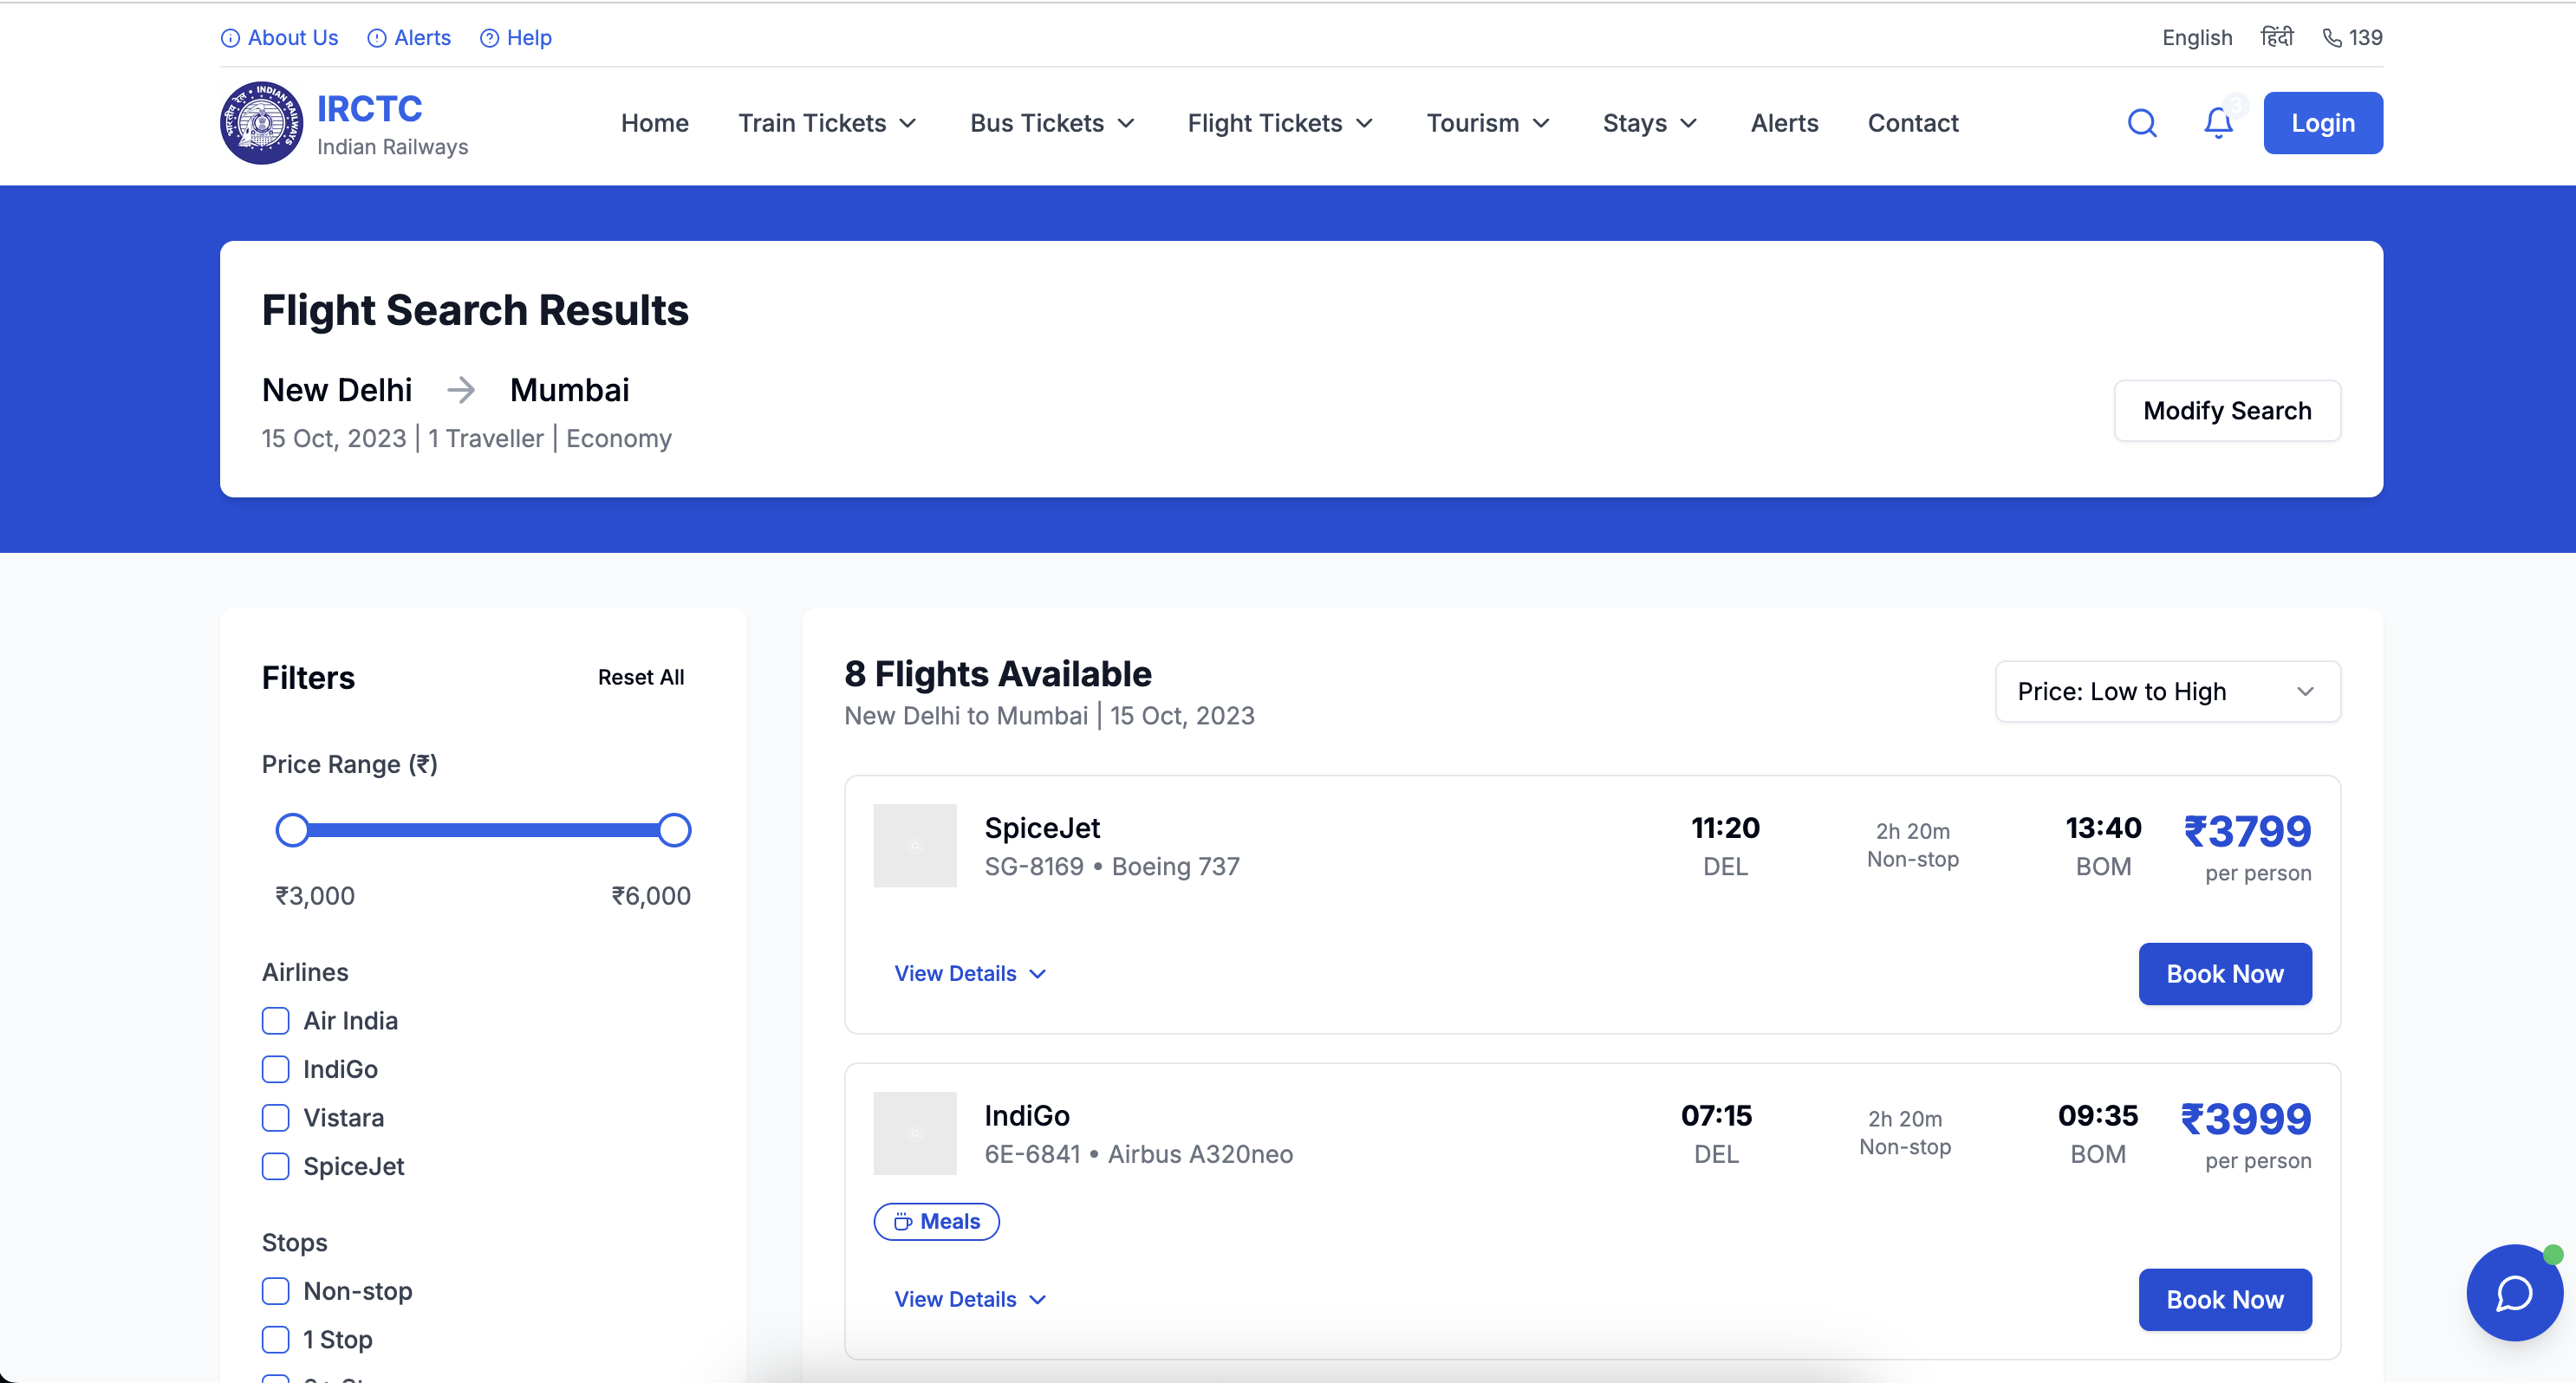 About Us Alerts Help English हिंदी 139
IRCTC
Indian Railways
Home Train Tickets Bus Tickets Flight Tickets Tourism Stays Alerts Contact 3 Login
Flight Search Results
New Delhi → Mumbai
15 Oct, 2023 | 1 Traveller | Economy
Modify Search
Filters Reset All
Price Range (₹)
₹3,000 ₹6,000
Airlines
Air India
IndiGo
Vistara
SpiceJet
Stops
Non-stop
1 Stop
8 Flights Available
New Delhi to Mumbai | 15 Oct, 2023
Price: Low to High
SpiceJet
SG-8169 • Boeing 737
11:20
DEL
2h 20m
Non-stop
13:40
BOM
₹3799
per person
View Details
Book Now
IndiGo
6E-6841 • Airbus A320neo
07:15
DEL
2h 20m
Non-stop
09:35
BOM
₹3999
per person
Meals
View Details
Book Now